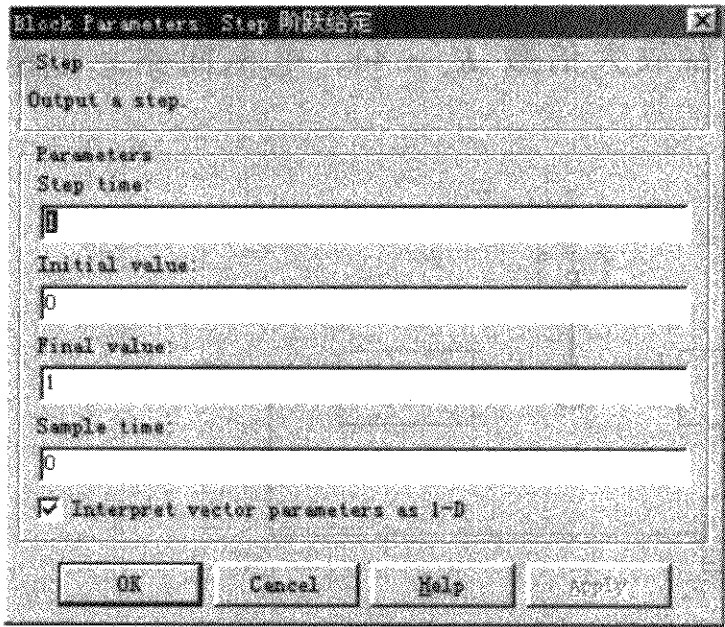 Block Parameters: Step 阶跃给定
Step
Output a step.
Parameters
Step time:
Initial value:
0
Final value:
1
Sample time:
0
Interpret vector parameters as 1-D
OK
Cancel
Help
Apply